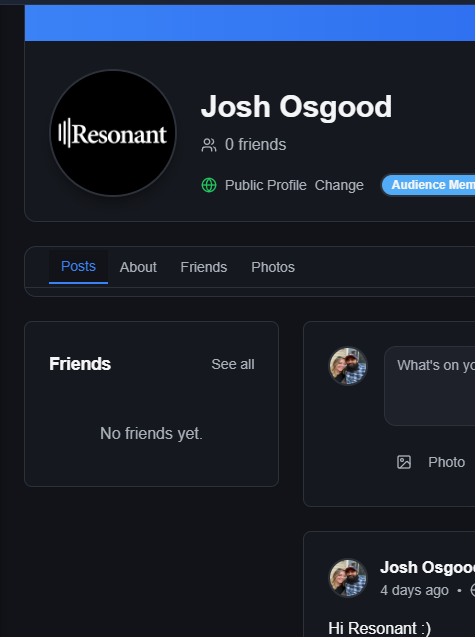 Resonant
Josh Osgood
0 friends
Public Profile Change Audience Mem
Posts About Friends Photos
Friends See all
No friends yet.
What's on yo
Photo
Josh Osgood
4 days ago •
Hi Resonant :)